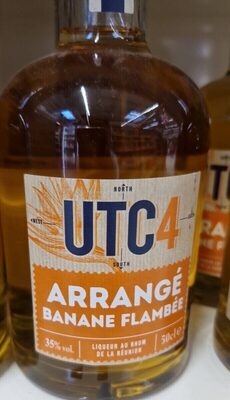 NORTH
WEST
UTC4
SOUTH
ARRANGÉ
BANANE FLAMBÉE
35% vol.
LIQUEUR AU RHUM
DE LA RÉUNION
50cl e